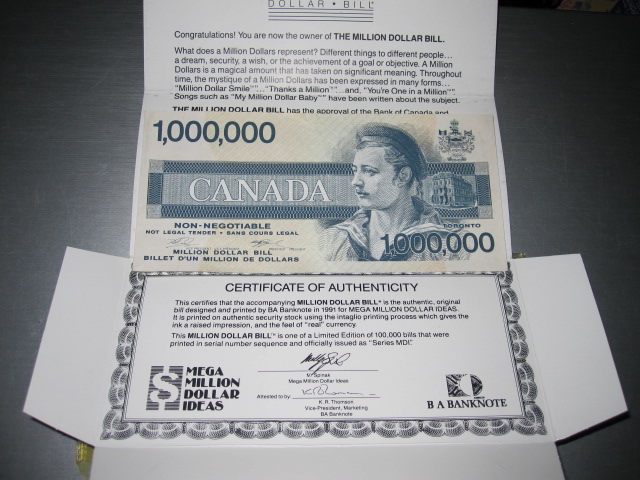 DOLLAR • BILL
Congratulations! You are now the owner of THE MILLION DOLLAR BILL.
What does a Million Dollars represent? Different things to different people...
a dream, security, a wish, or the achievement of a goal or objective. A Million
Dollars is a magical amount that has taken on significant meaning. Throughout
time, the mystique of a Million Dollars has been expressed in many forms...
"Million Dollar Smile"... "Thanks a Million"... and, "You're One in a Million".
Songs such as "My Million Dollar Baby" have been written about the subject.
THE MILLION DOLLAR BILL has the approval of the Bank of Canada and
1,000,000
CANADA
NON-NEGOTIABLE
NOT LEGAL TENDER • SANS COURS LEGAL
TORONTO
1,000,000
MILLION DOLLAR BILL
BILLET D'UN MILLION DE DOLLARS
CERTIFICATE OF AUTHENTICITY
This certifies that the accompanying MILLION DOLLAR BILL is the authentic, original
bill designed and printed by BA Banknote in 1991 for MEGA MILLION DOLLAR IDEAS.
It is printed on authentic security stock using the intaglio printing process which gives the
ink a raised impression, and the feel of "real" currency.
This MILLION DOLLAR BILL is one of a Limited Edition of 100,000 bills that were
printed in serial number sequence and officially issued as "Series MDI".
MEGA
MILLION
DOLLAR
IDEAS
N. Spinak
Mega Million Dollar Ideas
Attested to by:
K.R. Thomson
Vice-President, Marketing
BA Banknote
B A BANKNOTE